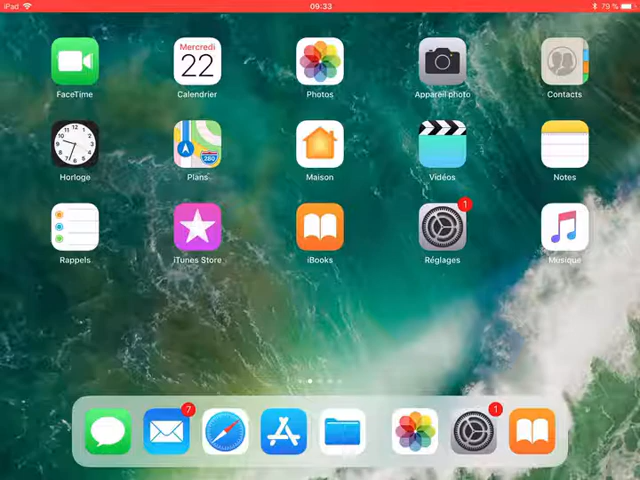 iPad 09:33 79 %
Mercredi
22
FaceTime Calendrier Photos Appareil photo Contacts
280
Horloge Plans Maison Vidéos Notes
1
Rappels iTunes Store iBooks Réglages Musique
7 1